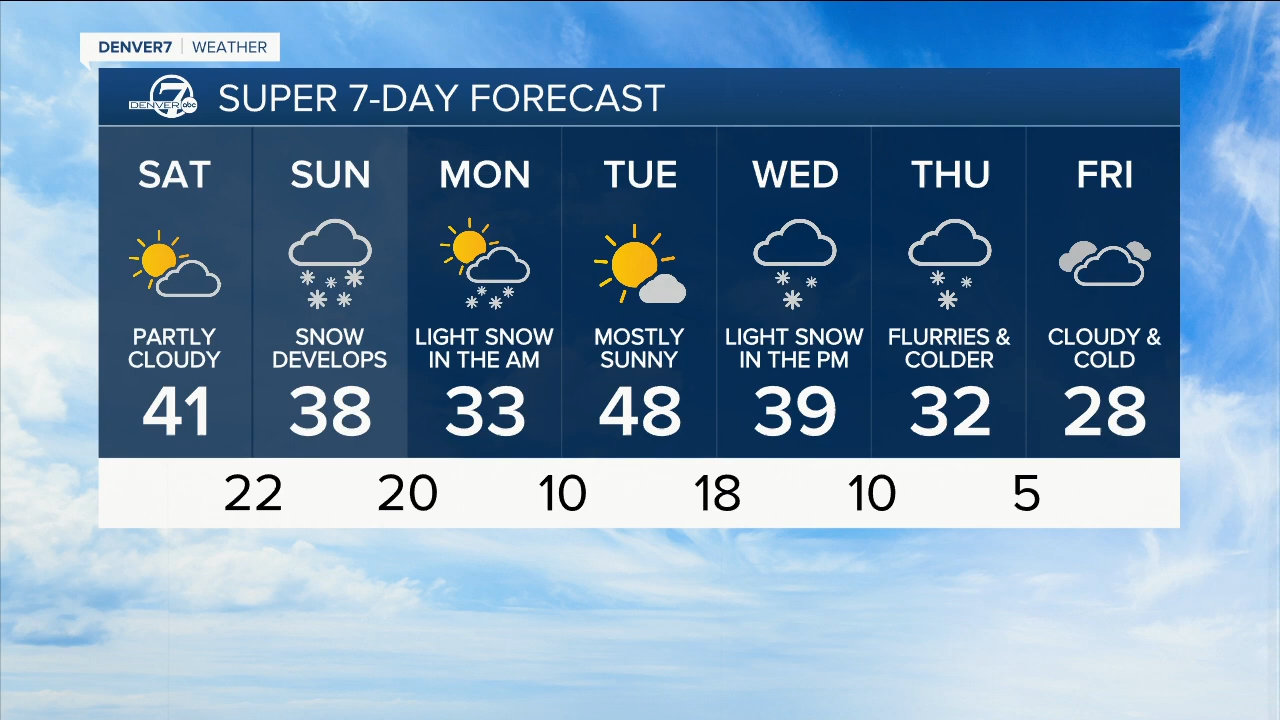 DENVER7 | WEATHER
7
DENVER abc
SUPER 7-DAY FORECAST
SAT SUN MON TUE WED THU FRI
PARTLY SNOW LIGHT SNOW MOSTLY LIGHT SNOW FLURRIES & CLOUDY &
CLOUDY DEVELOPS IN THE AM SUNNY IN THE PM COLDER COLD
41 38 33 48 39 32 28
22 20 10 18 10 5